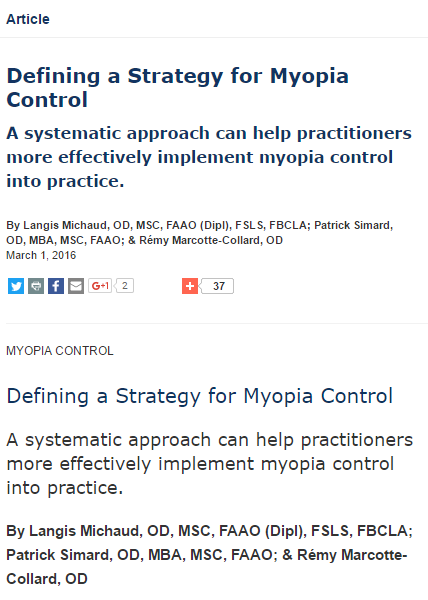 Article
Defining a Strategy for Myopia
Control
A systematic approach can help practitioners
more effectively implement myopia control
into practice.
By Langis Michaud, OD, MSC, FAAO (Dipl), FSLS, FBCLA; Patrick Simard,
OD, MBA, MSC, FAAO; & Rémy Marcotte-Collard, OD
March 1, 2016
G+1 2 37
MYOPIA CONTROL
Defining a Strategy for Myopia Control
A systematic approach can help practitioners
more effectively implement myopia control
into practice.
By Langis Michaud, OD, MSC, FAAO (Dipl), FSLS, FBCLA;
Patrick Simard, OD, MBA, MSC, FAAO; & Rémy Marcotte-
Collard, OD